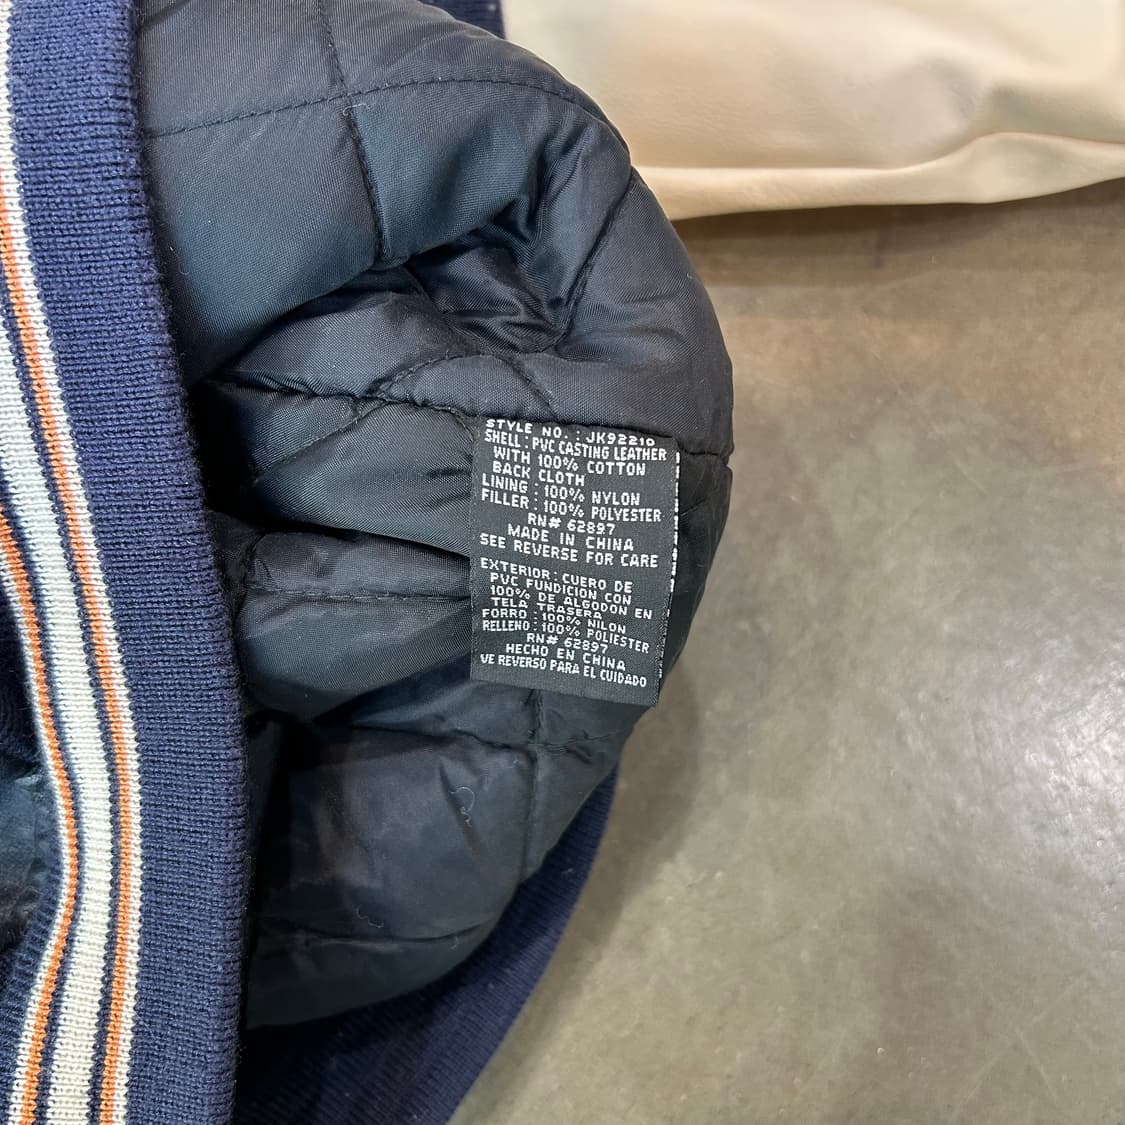 STYLE NO. : JK92210
SHELL : PVC CASTING LEATHER
WITH 100% COTTON
BACK CLOTH
LINING : 100% NYLON
FILLER : 100% POLYESTER
RN# 62897
MADE IN CHINA
SEE REVERSE FOR CARE
EXTERIOR : CUERO DE
PVC FUNDICION CON
100% DE ALGODON EN
TELA TRASERA
FORRO : 100% NILON
RELLENO : 100% POLIESTER
RN# 62897
HECHO EN CHINA
VE REVERSO PARA EL CUIDADO